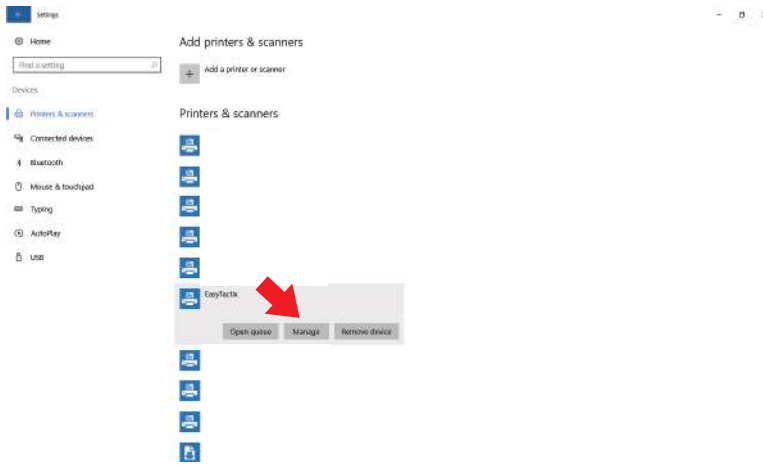 Settings
Home
Add printers & scanners
Find a setting
Add a printer or scanner
Devices
Printers & scanners
Printers & scanners
Connected devices
Bluetooth
Mouse & touchpad
Typing
AutoPlay
USB
EasyTactix
Open queue Manage Remove device